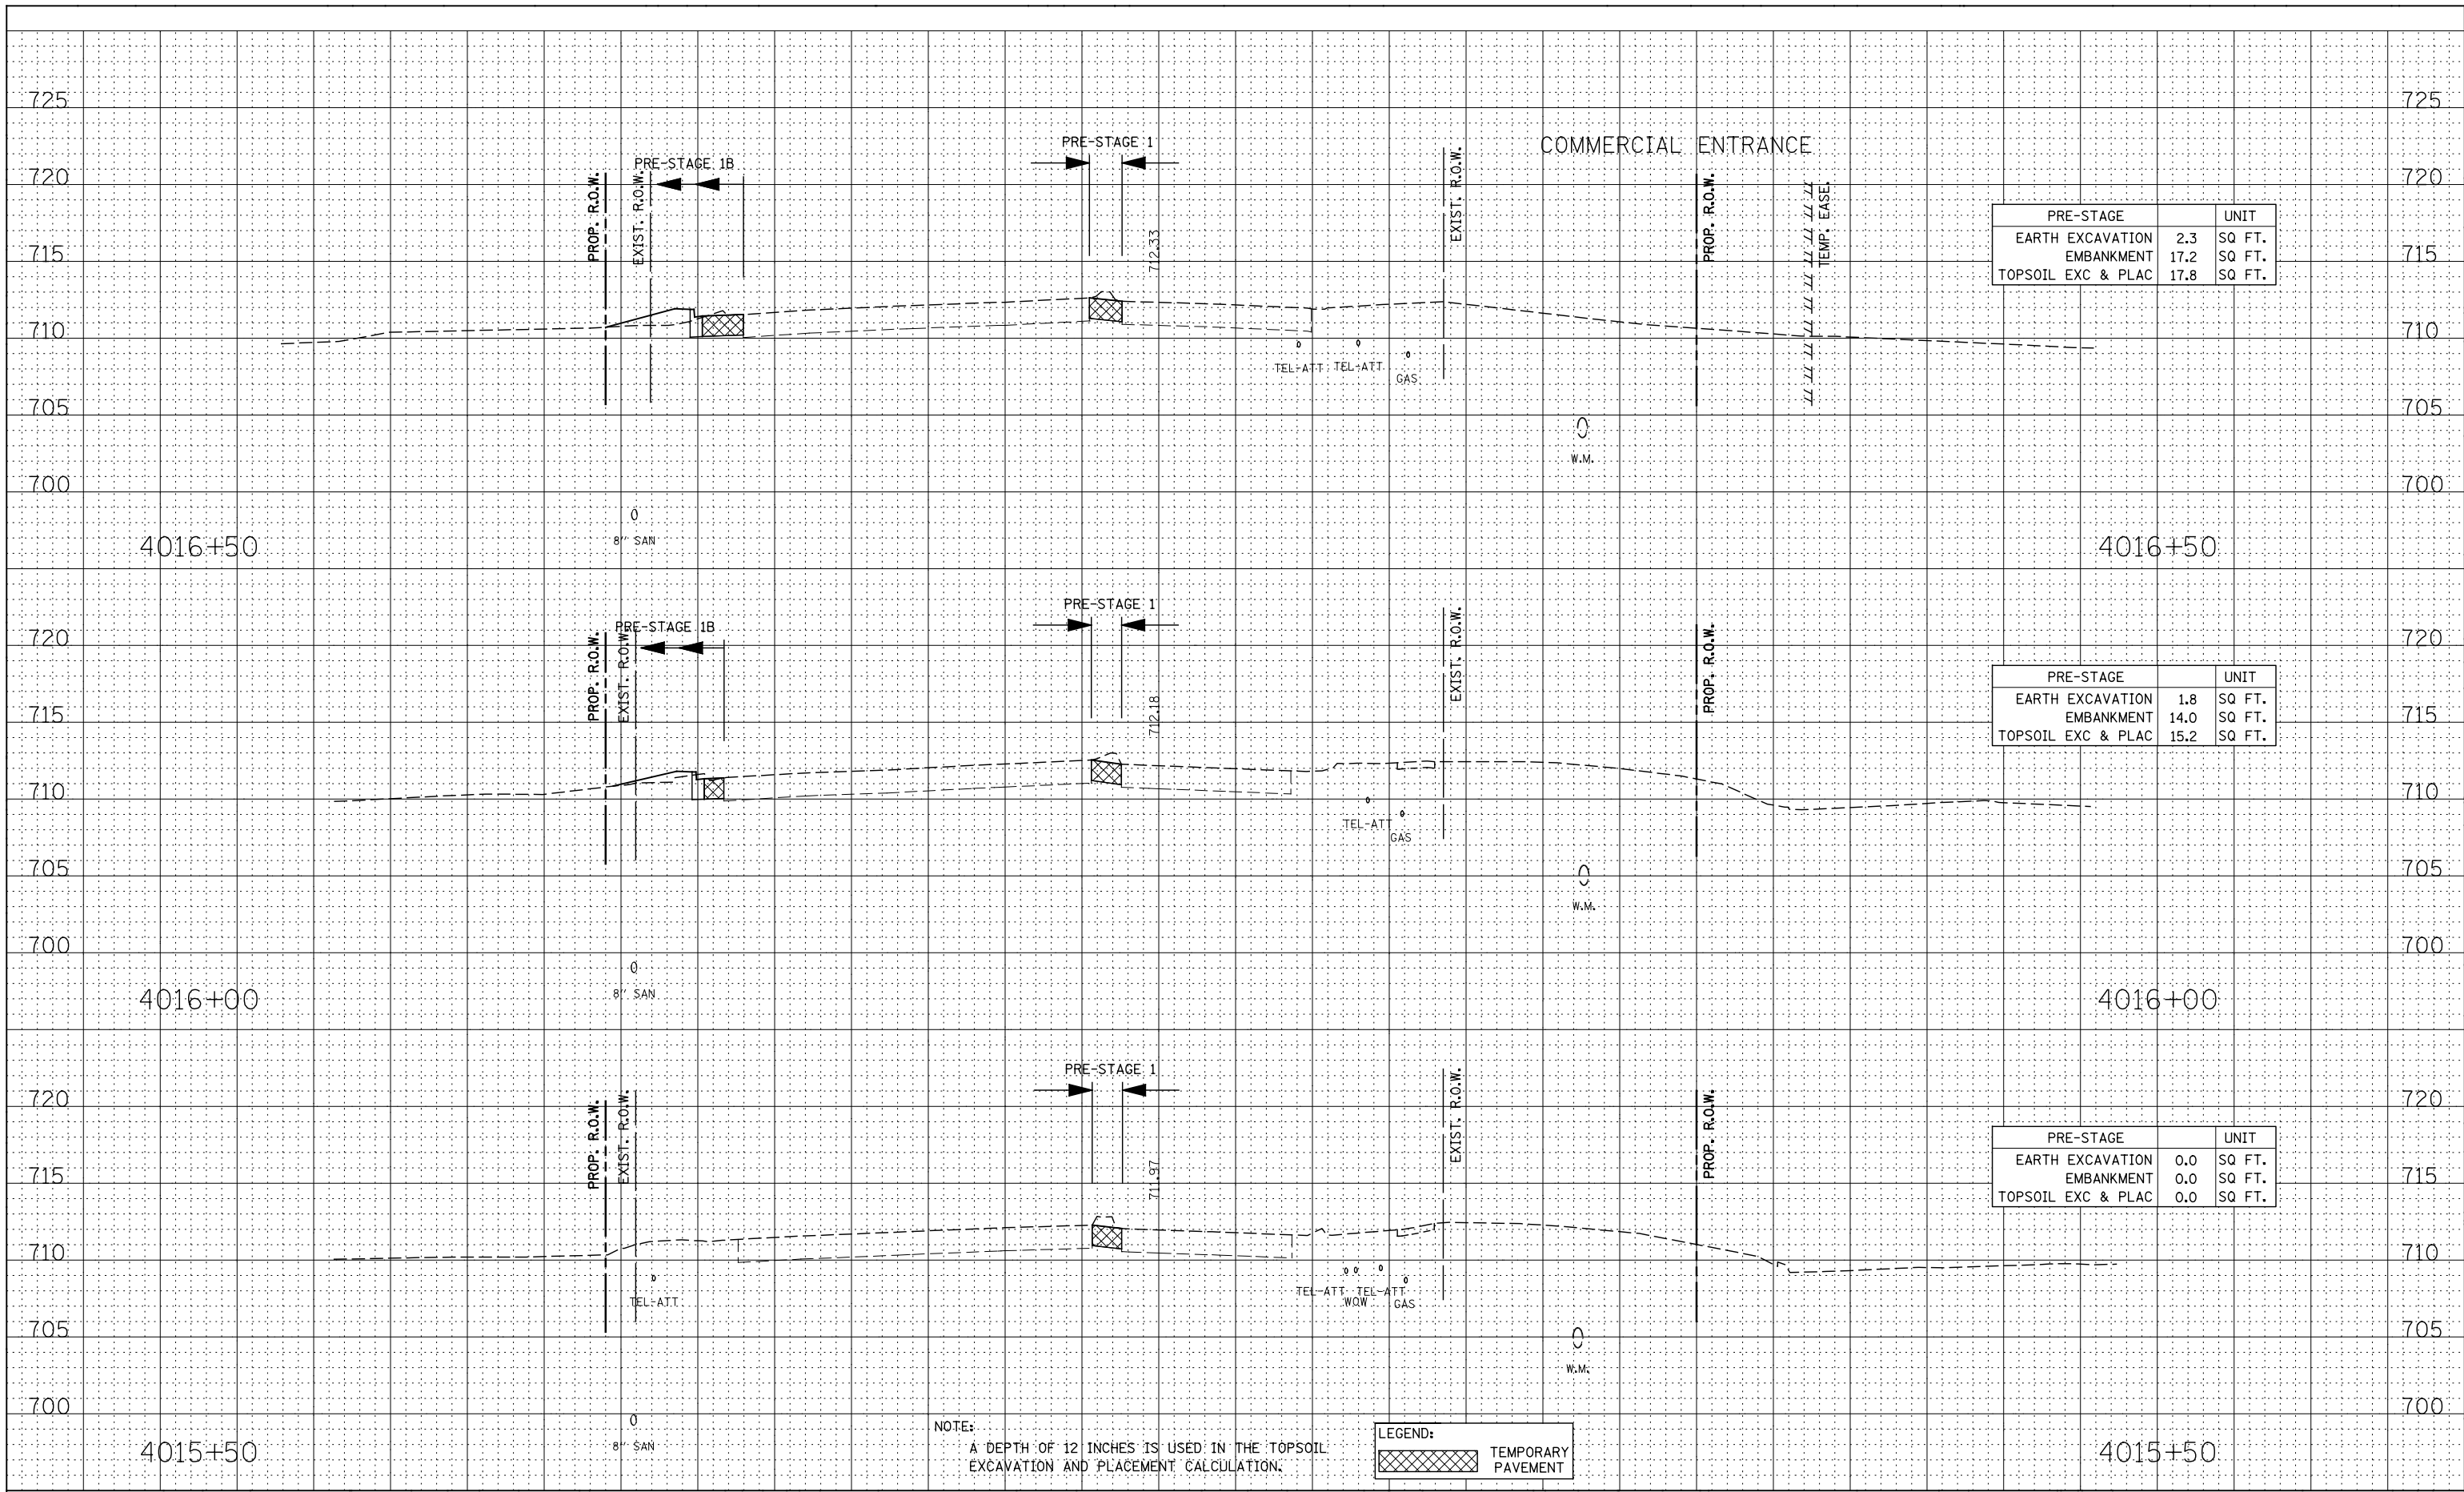 725 725
PRE-STAGE 1
COMMERCIAL ENTRANCE
PRE-STAGE 1B
720 720
PROP. R.O.W.
EXIST. R.O.W.
EXIST. R.O.W.
PROP. R.O.W.
TEMP. EASE.
712.33
PRE-STAGE UNIT
EARTH EXCAVATION 2.3 SQ FT.
EMBANKMENT 17.2 SQ FT.
TOPSOIL EXC & PLAC 17.8 SQ FT.
715 715
710 710
TEL-ATT TEL-ATT
GAS
705 705
W.M.
700 700
8" SAN
4016+50 4016+50
PRE-STAGE 1
PRE-STAGE 1B
720 720
PROP. R.O.W.
EXIST. R.O.W.
EXIST. R.O.W.
PROP. R.O.W.
712.18
PRE-STAGE UNIT
EARTH EXCAVATION 1.8 SQ FT.
EMBANKMENT 14.0 SQ FT.
TOPSOIL EXC & PLAC 15.2 SQ FT.
715 715
710 710
TEL-ATT
GAS
705 705
W.M.
700 700
8" SAN
4016+00 4016+00
PRE-STAGE 1
720 720
PROP. R.O.W.
EXIST. R.O.W.
EXIST. R.O.W.
PROP. R.O.W.
711.97
PRE-STAGE UNIT
EARTH EXCAVATION 0.0 SQ FT.
EMBANKMENT 0.0 SQ FT.
TOPSOIL EXC & PLAC 0.0 SQ FT.
715 715
710 710
TEL-ATT
TEL-ATT TEL-ATT
WOW GAS
705 705
W.M.
700 700
8" SAN
4015+50 4015+50
NOTE:
A DEPTH OF 12 INCHES IS USED IN THE TOPSOIL
EXCAVATION AND PLACEMENT CALCULATION.
LEGEND:
TEMPORARY
PAVEMENT